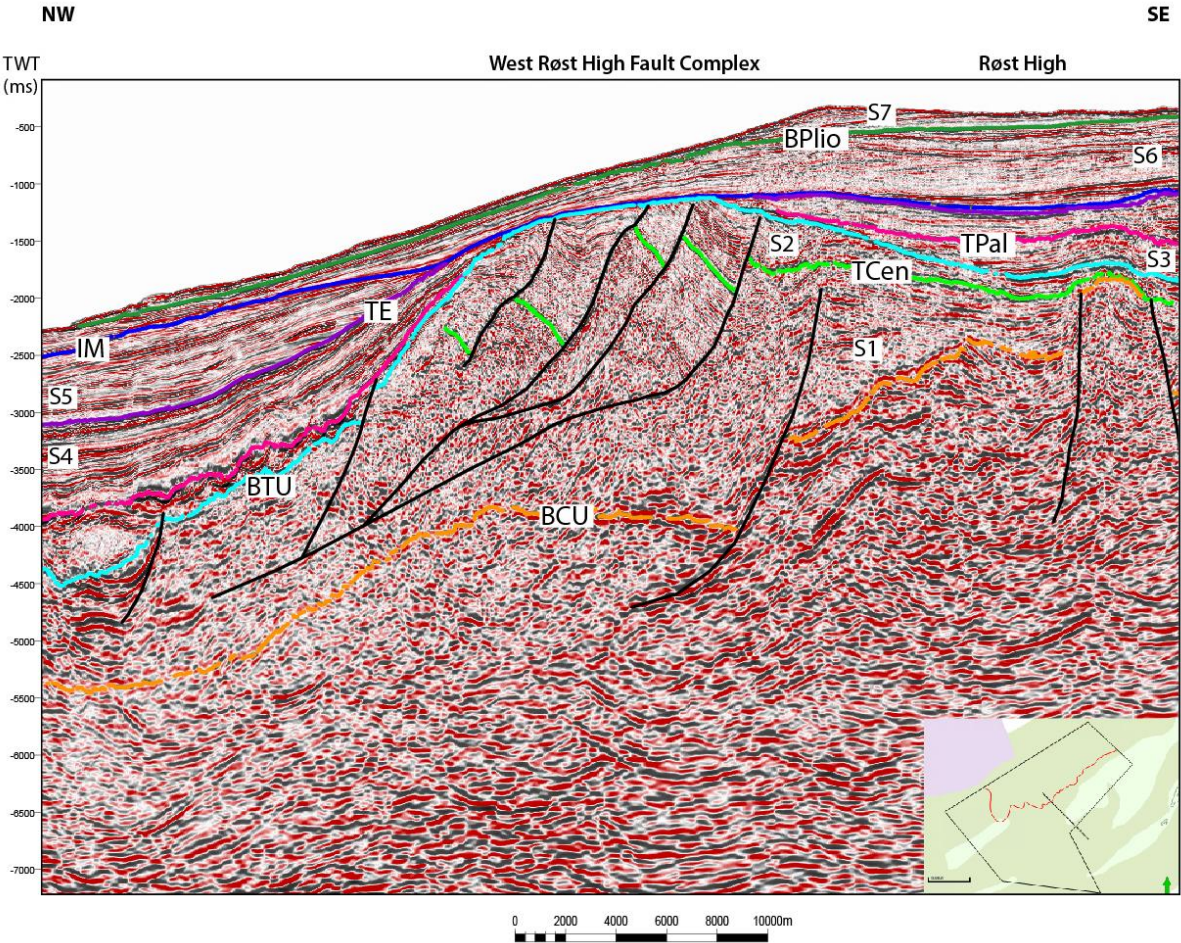 NW
SE
West Røst High Fault Complex
Røst High
TWT
(ms)
S7
-500
BPlio
S6
-1000
-1500
S2
TPal
S3
TCen
-2000
TE
IM
S1
-2500
S5
-3000
S4
-3500
BTU
BCU
-4000
-4500
-5000
-5500
-6000
-6500
-7000
0 2000 4000 6000 8000 10000m